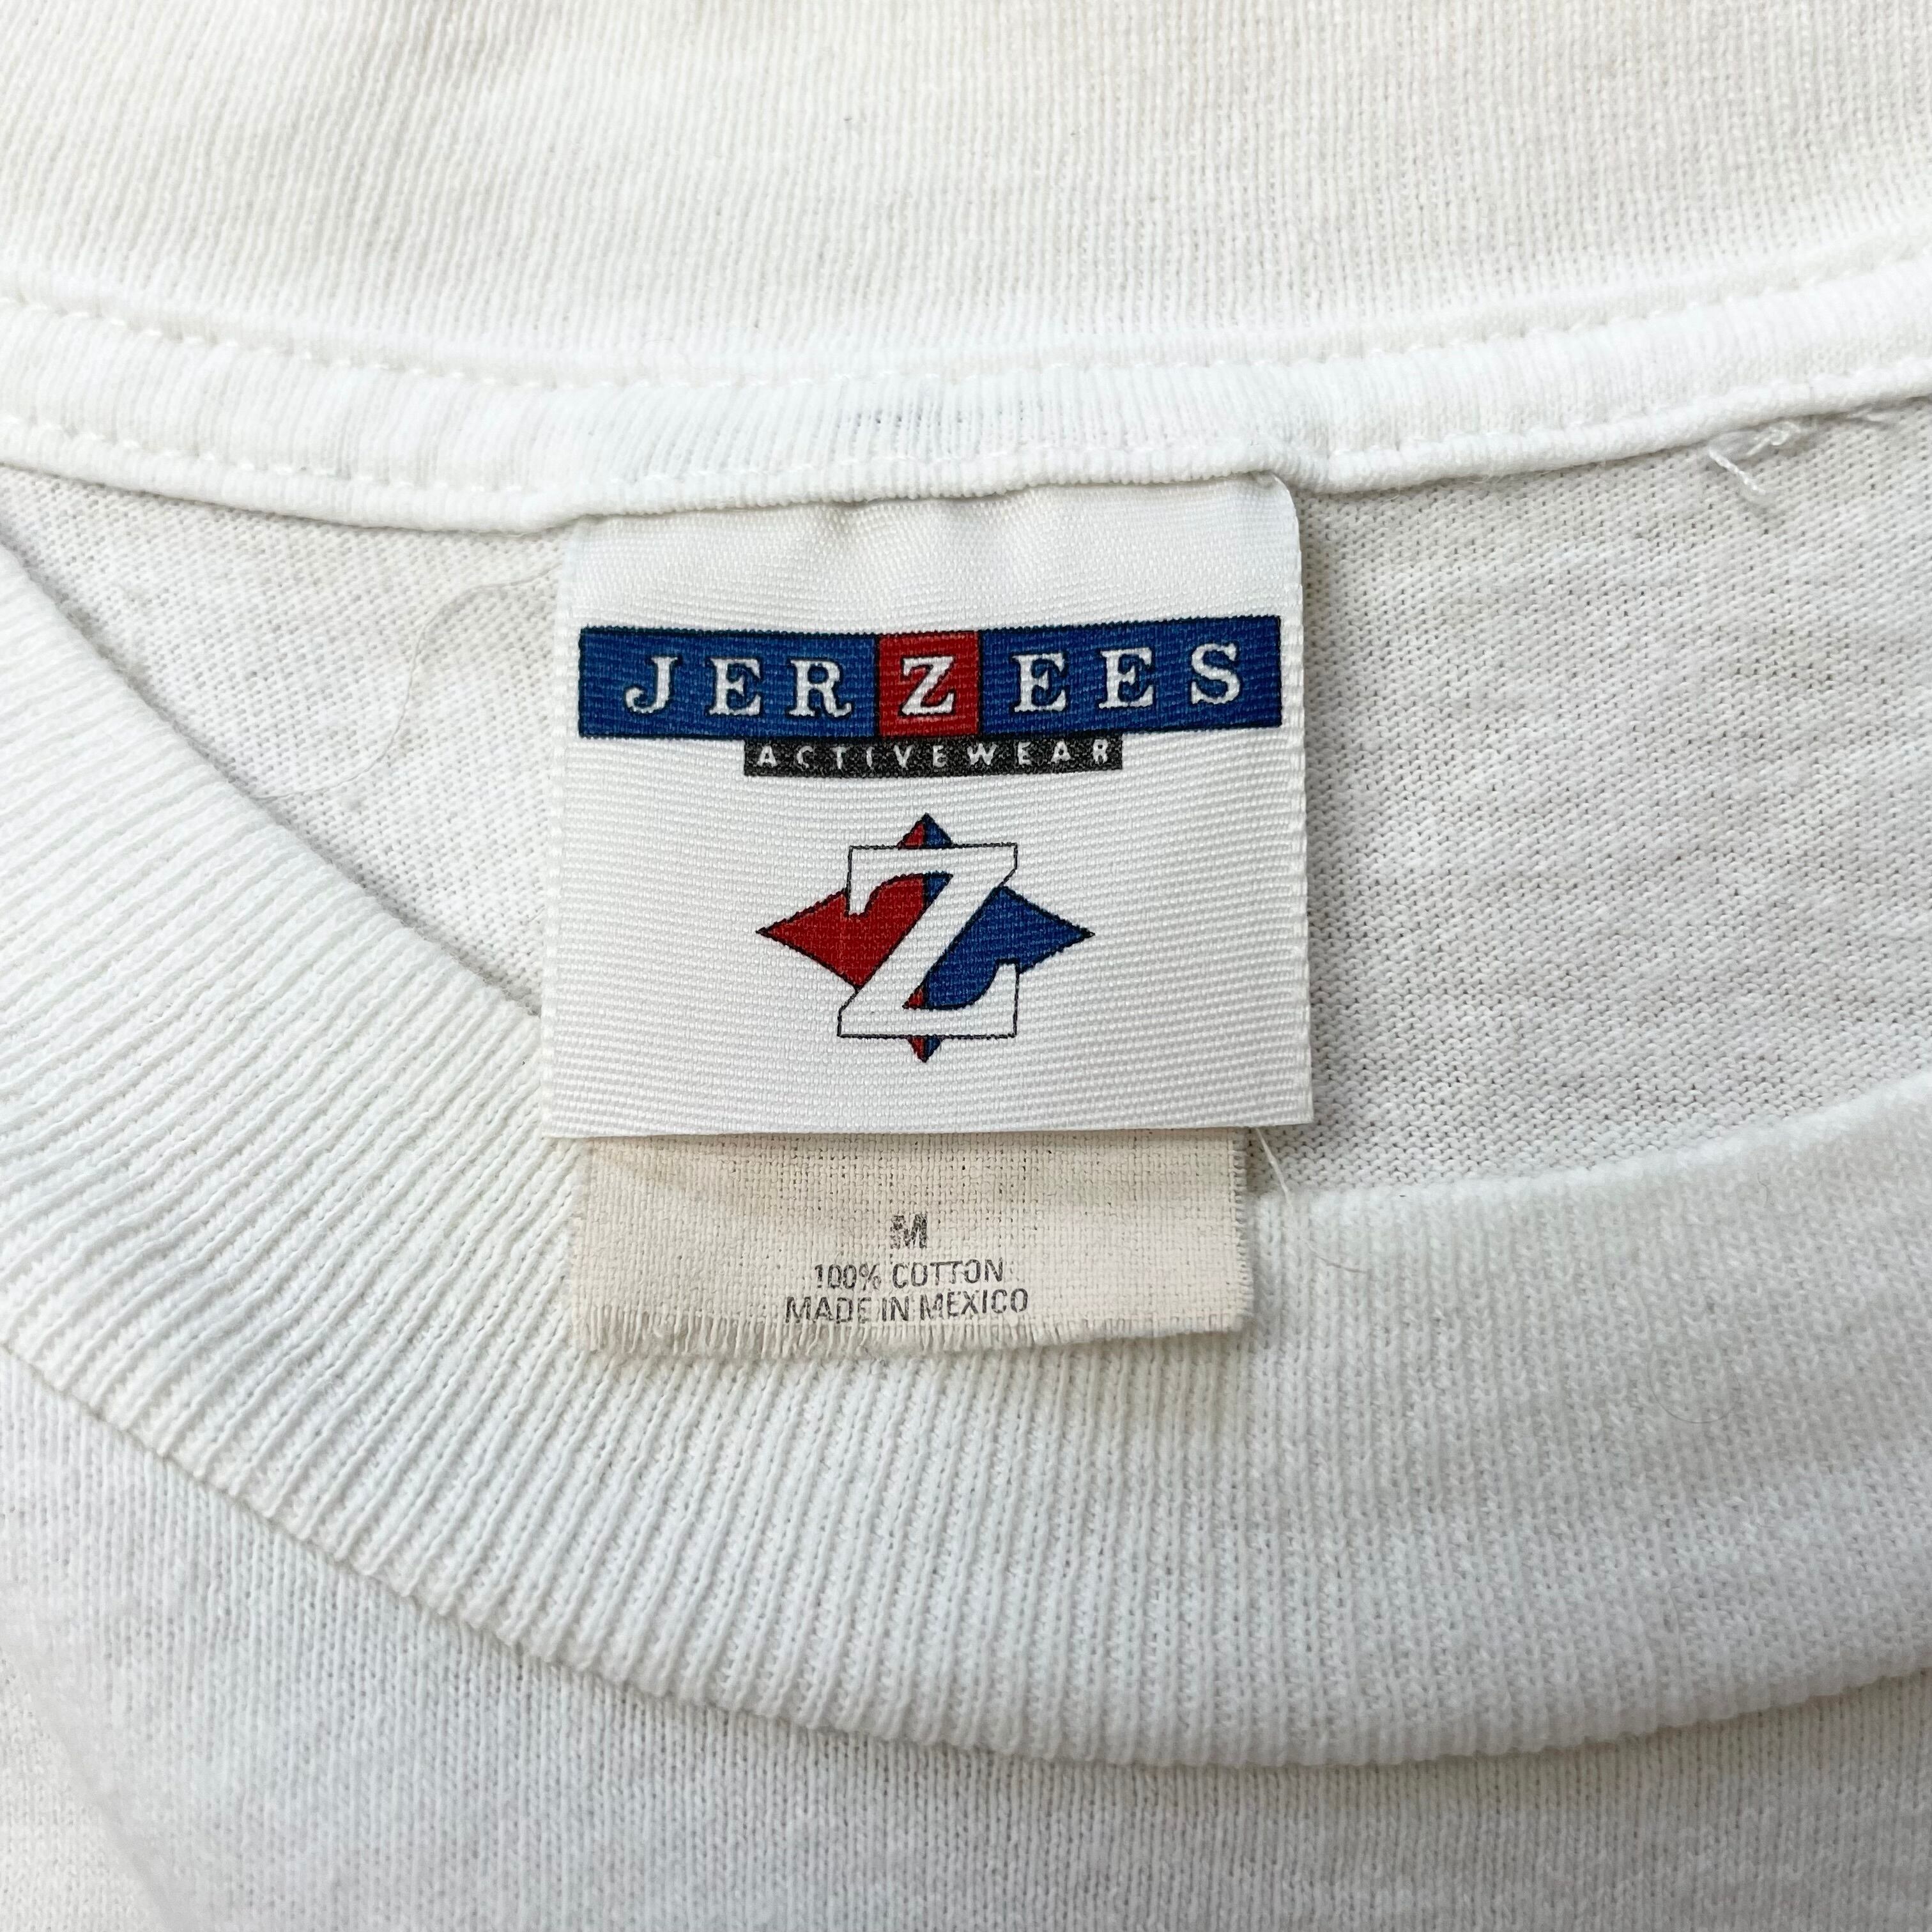 JERZEES
ACTIVEWEAR
Z
M
100% COTTON
MADE IN MEXICO